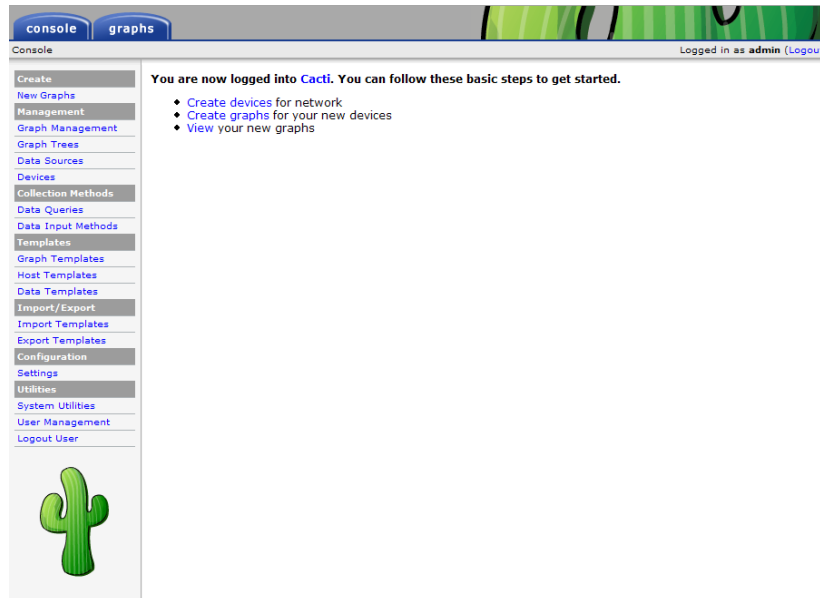 console graphs
Console Logged in as admin (Logou
Create
New Graphs
Management
Graph Management
Graph Trees
Data Sources
Devices
Collection Methods
Data Queries
Data Input Methods
Templates
Graph Templates
Host Templates
Data Templates
Import/Export
Import Templates
Export Templates
Configuration
Settings
Utilities
System Utilities
User Management
Logout User
You are now logged into Cacti. You can follow these basic steps to get started.
Create devices for network
Create graphs for your new devices
View your new graphs